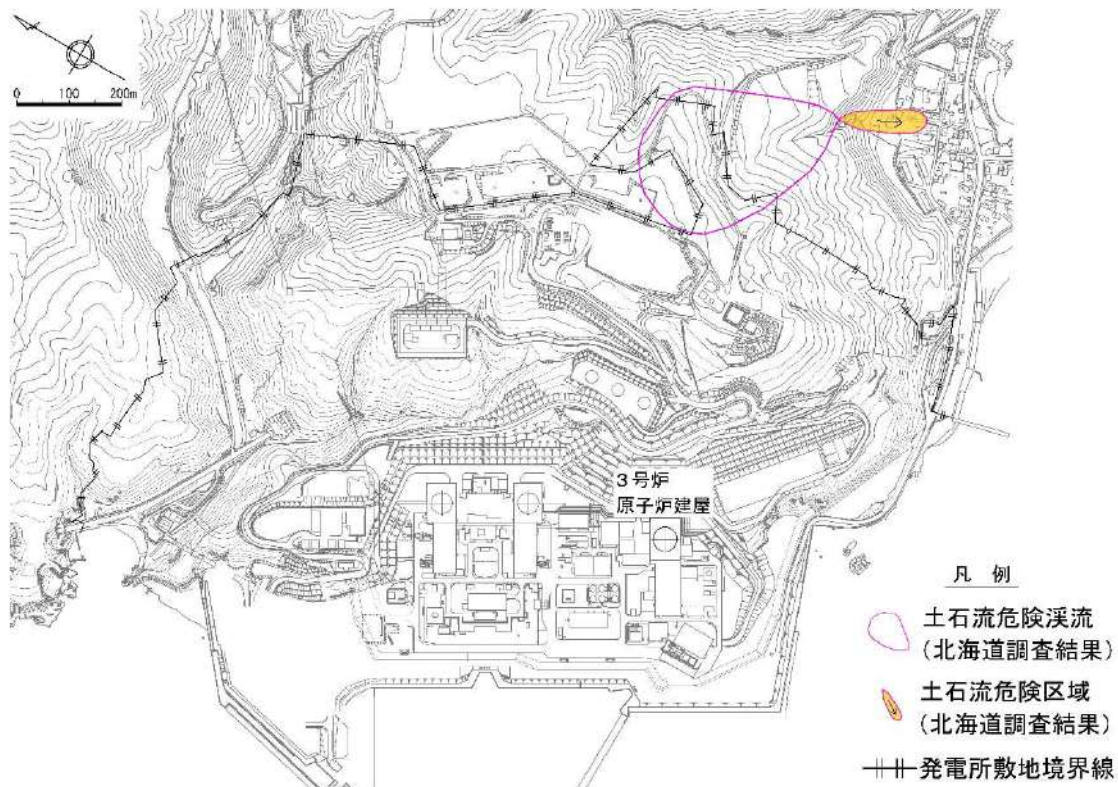 0 100 200m
3号炉
原子炉建屋
凡 例
土石流危険渓流
(北海道調査結果)
土石流危険区域
(北海道調査結果)
発電所敷地境界線